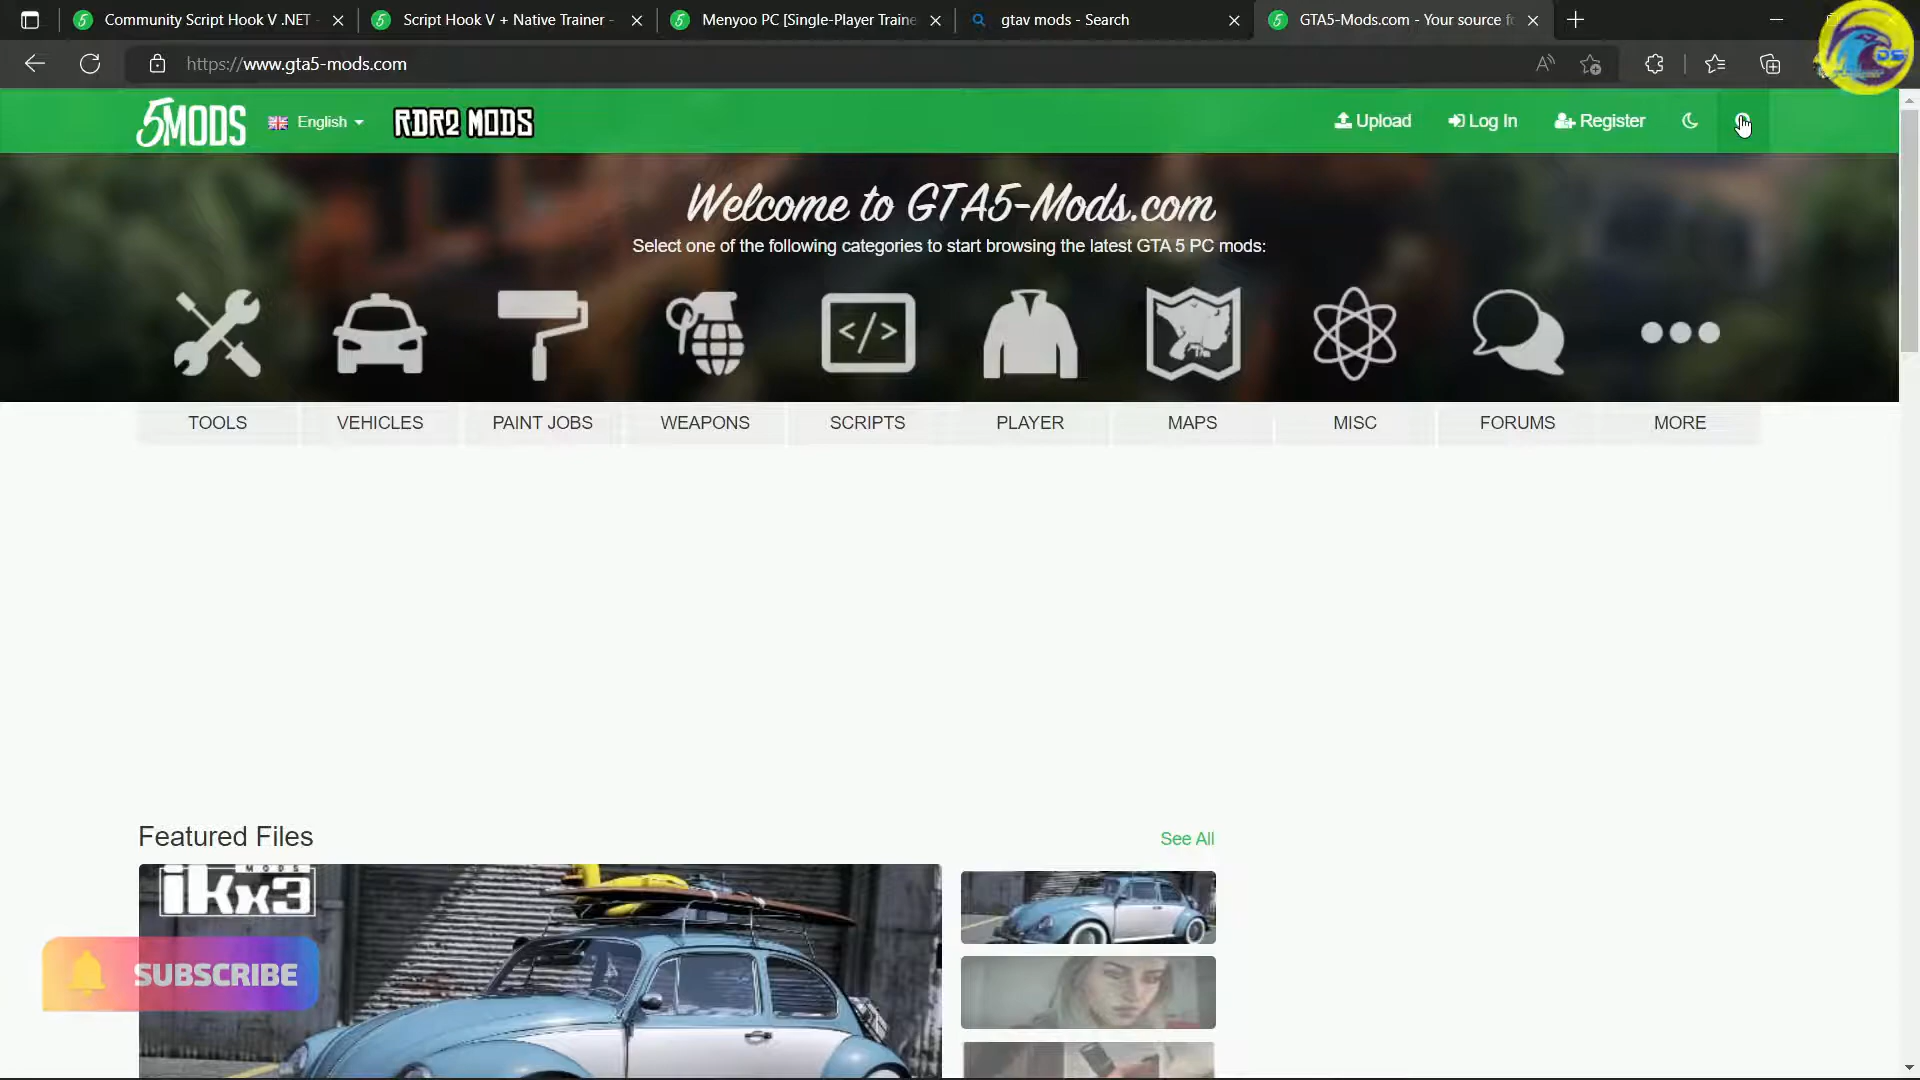 Community Script Hook V .NET
Script Hook V + Native Trainer -
Menyoo PC [Single-Player Traine
gtav mods - Search
GTA5-Mods.com - Your source fo
https://www.gta5-mods.com
5MODS
English
RDR2 MODS
Upload
Log In
Register
Welcome to GTA5-Mods.com
Select one of the following categories to start browsing the latest GTA 5 PC mods:
TOOLS
VEHICLES
PAINT JOBS
WEAPONS
SCRIPTS
PLAYER
MAPS
MISC
FORUMS
MORE
Featured Files
See All
MODS
iKx3
SUBSCRIBE